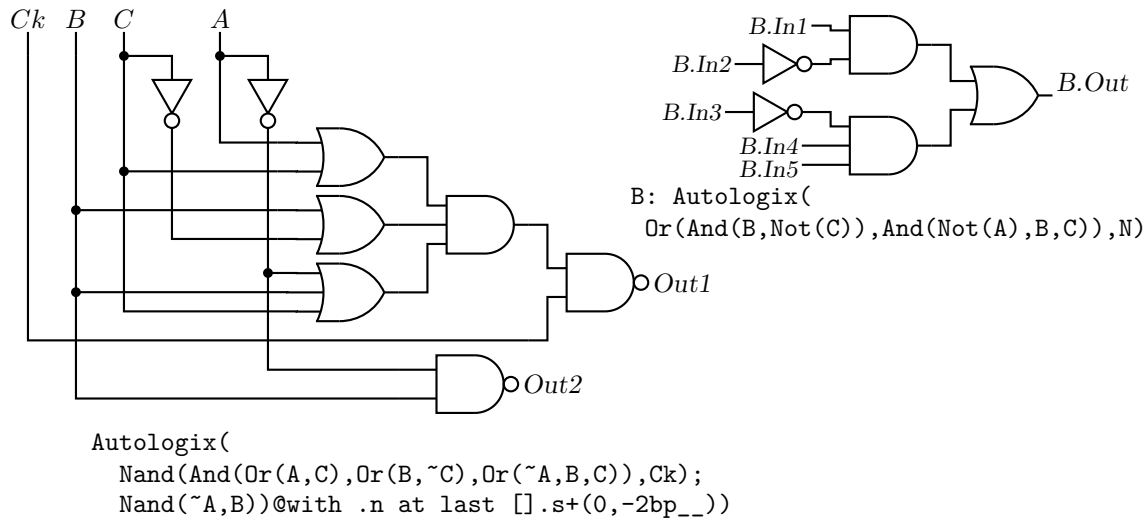 Ck B C A
Out1
Out2
Autologix(
Nand(And(Or(A,C),Or(B,~C),Or(~A,B,C)),Ck);
Nand(~A,B))@with .n at last [].s+(0,-2bp__))
B.In1
B.In2
B.In3
B.In4
B.In5
B.Out
B: Autologix(
Or(And(B,Not(C)),And(Not(A),B,C)),N)